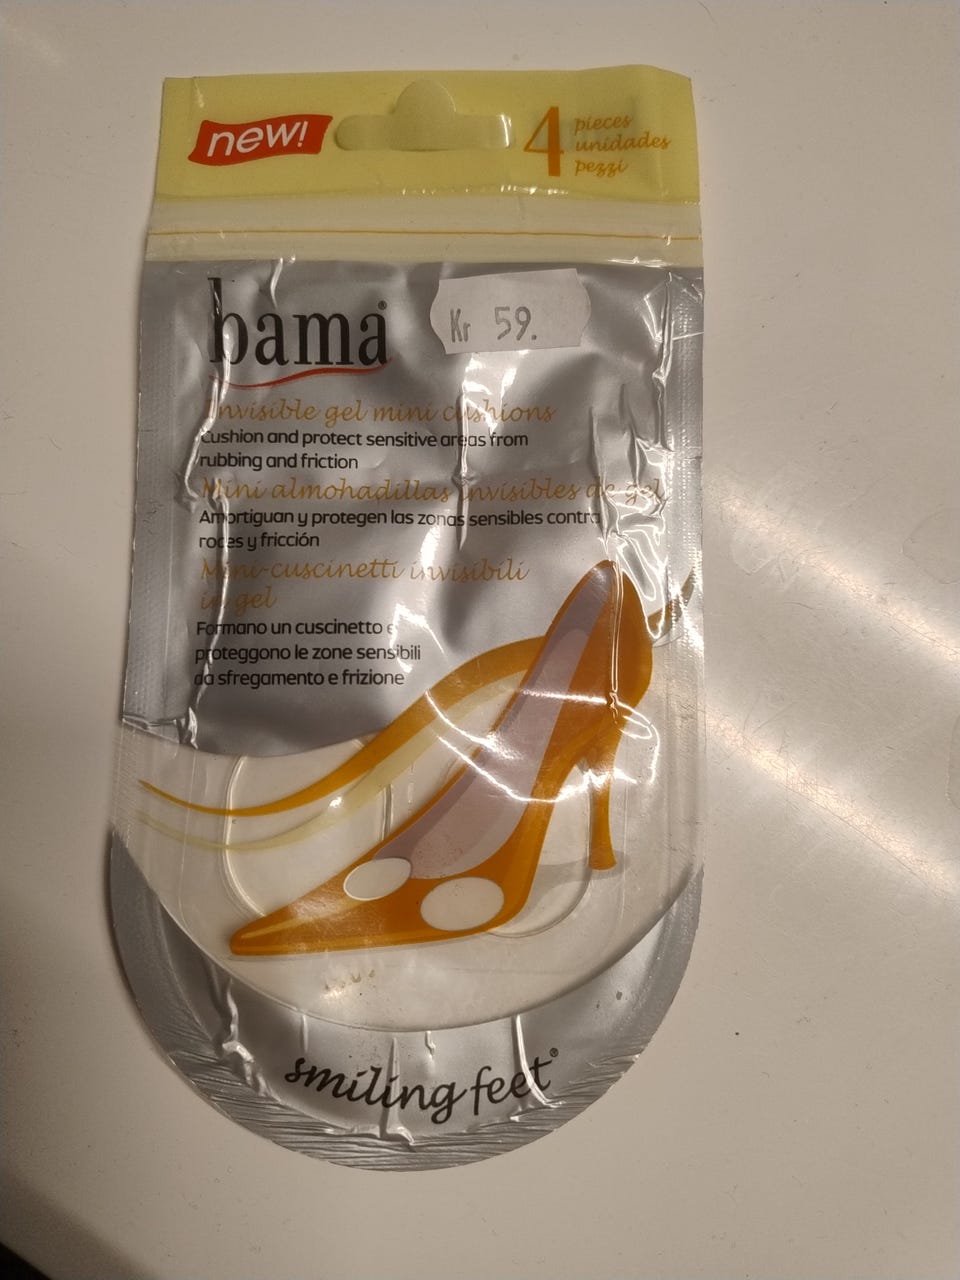 new!
4 pieces
unidades
pezzi
bama®
Kr 59.
Invisible gel mini cushions
Cushion and protect sensitive areas from
rubbing and friction
Mini almohadillas invisibles de gel
Amortiguan y protegen las zonas sensibles contra
roces y fricción
Mini-cuscinetti invisibili
in gel
Formano un cuscinetto e
proteggono le zone sensibili
da sfregamento e frizione
smiling feet®